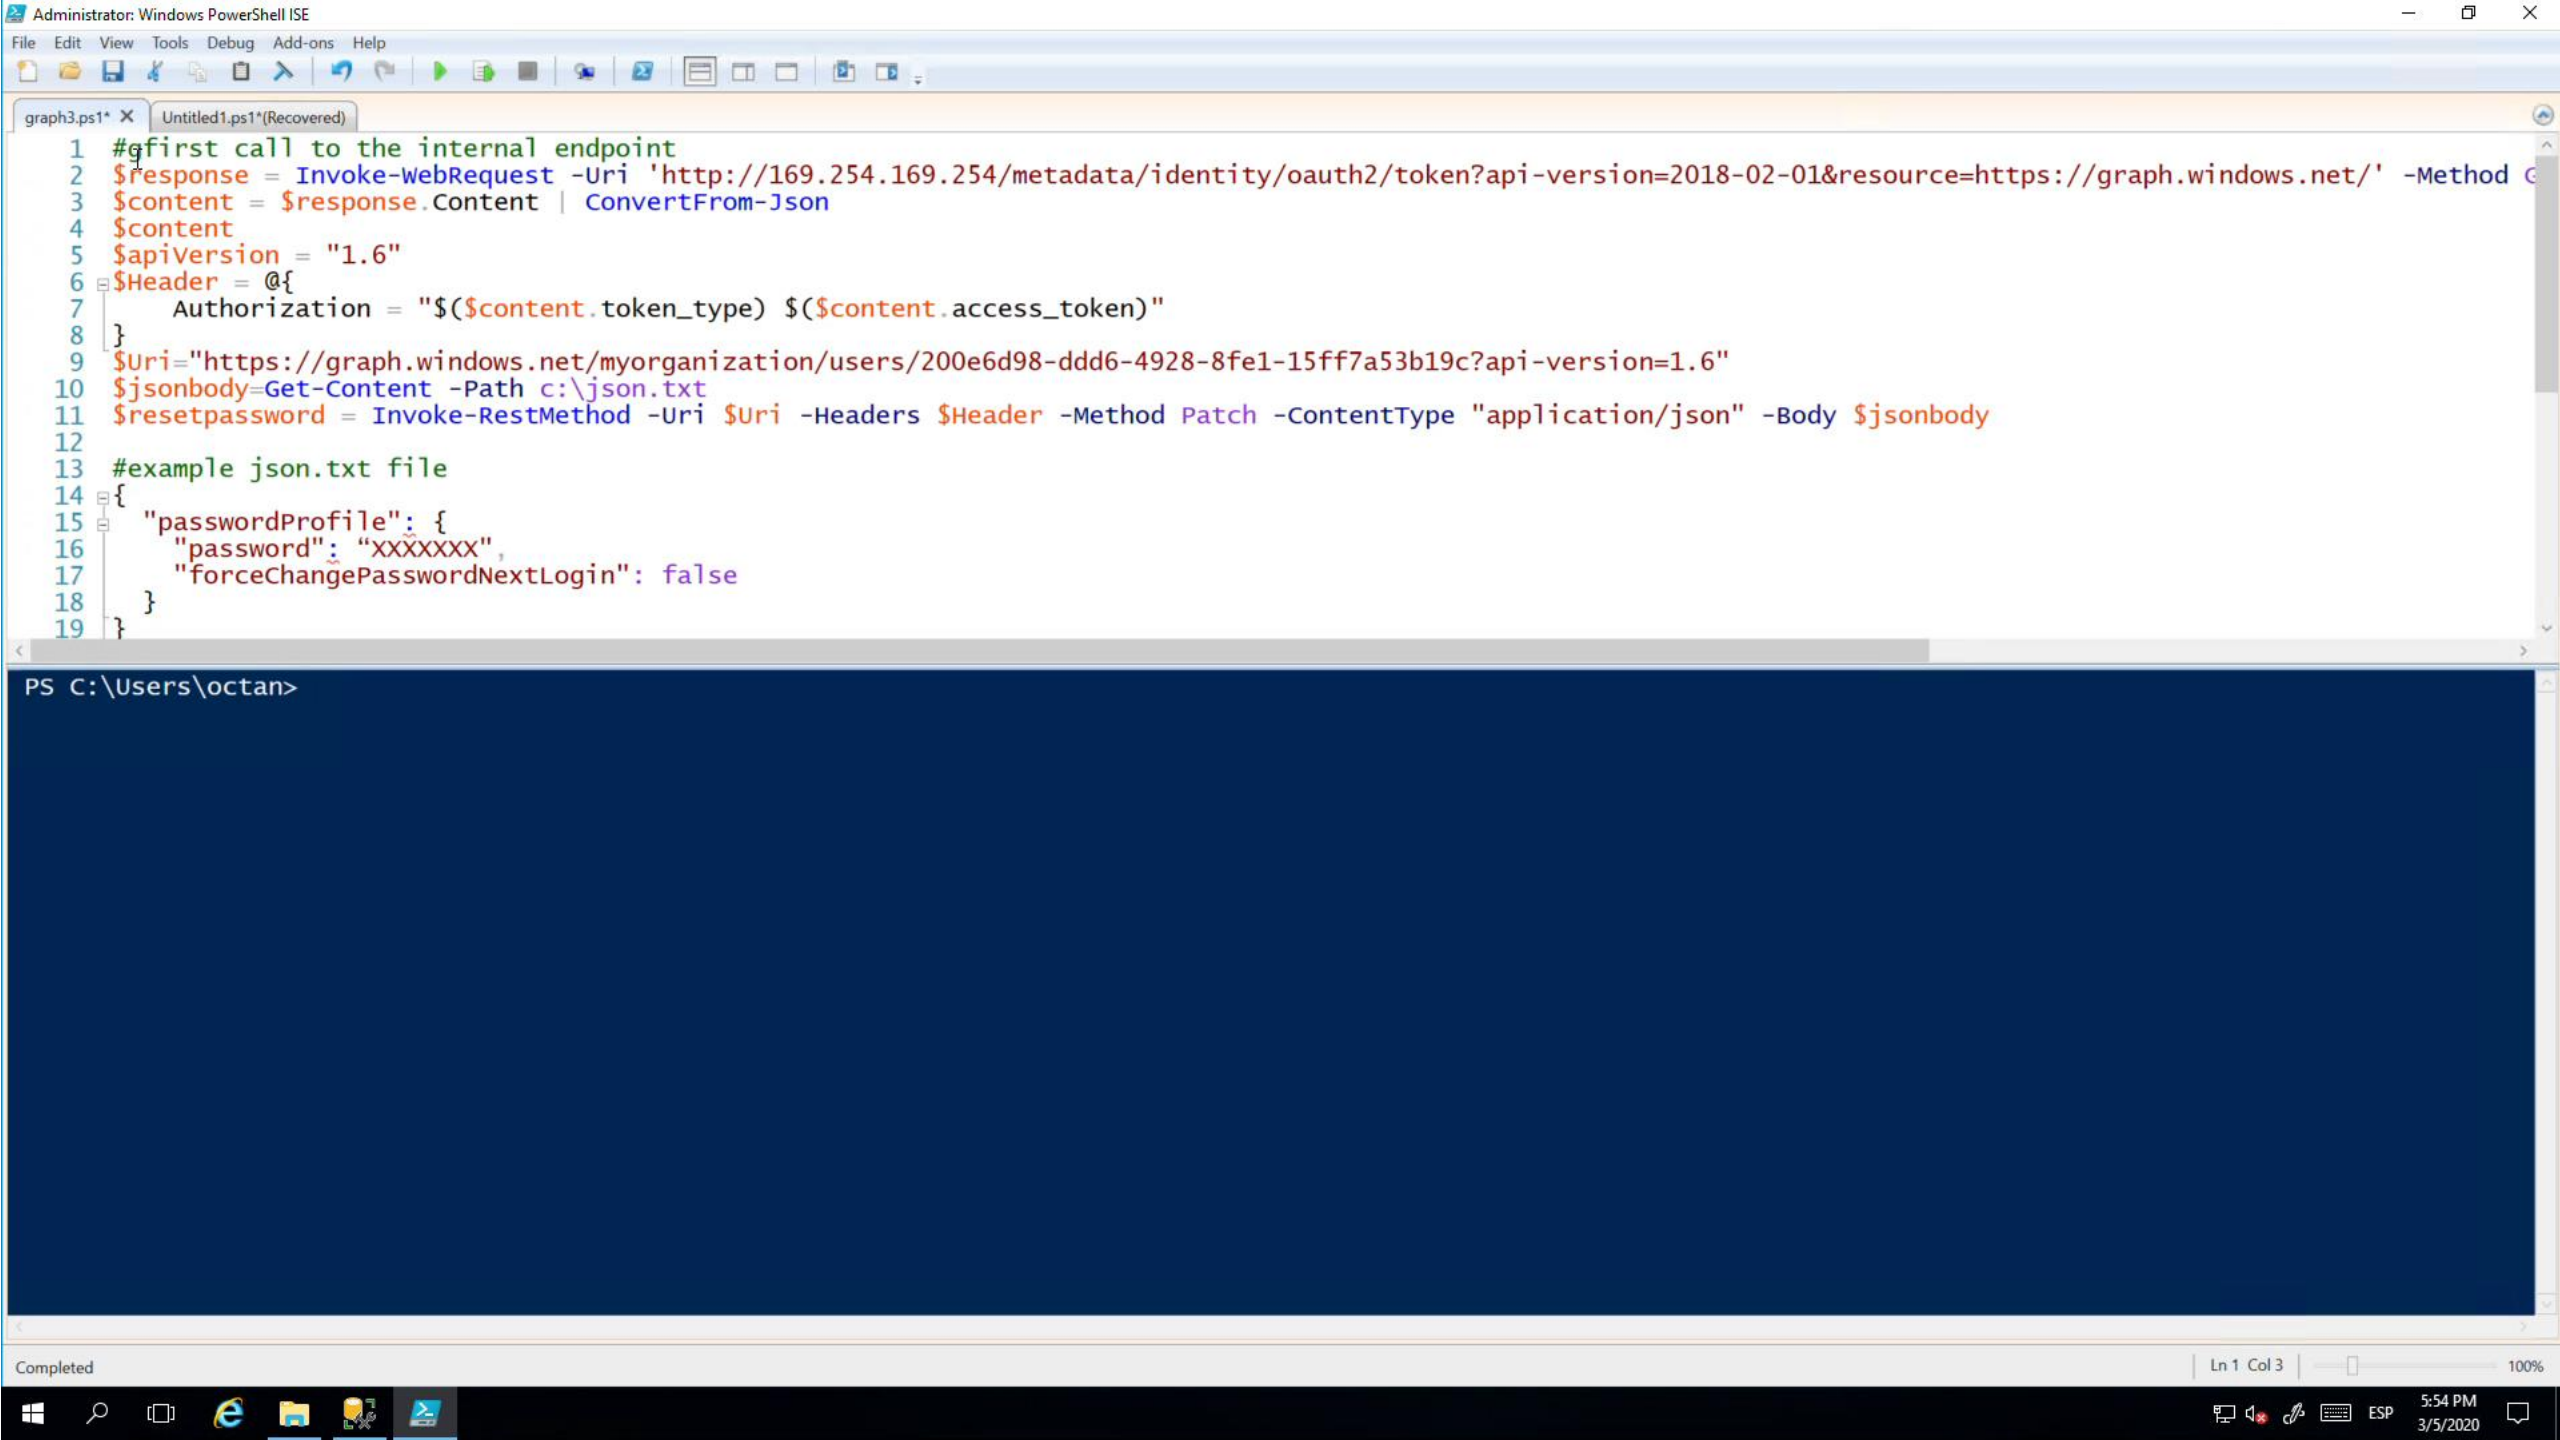 Administrator: Windows PowerShell ISE
File Edit View Tools Debug Add-ons Help
graph3.ps1* Untitled1.ps1*(Recovered)
1 #gfirst call to the internal endpoint
2 $response = Invoke-WebRequest -Uri 'http://169.254.169.254/metadata/identity/oauth2/token?api-version=2018-02-01&resource=https://graph.windows.net/' -Method G
3 $content = $response.Content | ConvertFrom-Json
4 $content
5 $apiVersion = "1.6"
6 $Header = @{
7 Authorization = "$($content.token_type) $($content.access_token)"
8 }
9 $Uri="https://graph.windows.net/myorganization/users/200e6d98-ddd6-4928-8fe1-15ff7a53b19c?api-version=1.6"
10 $jsonbody=Get-Content -Path c:\json.txt
11 $resetpassword = Invoke-RestMethod -Uri $Uri -Headers $Header -Method Patch -ContentType "application/json" -Body $jsonbody
12
13 #example json.txt file
14 {
15 "passwordProfile": {
16 "password": “XXXXXXX",
17 "forceChangePasswordNextLogin": false
18 }
19 }
PS C:\Users\octan>
Completed
Ln 1 Col 3
100%
ESP
5:54 PM
3/5/2020